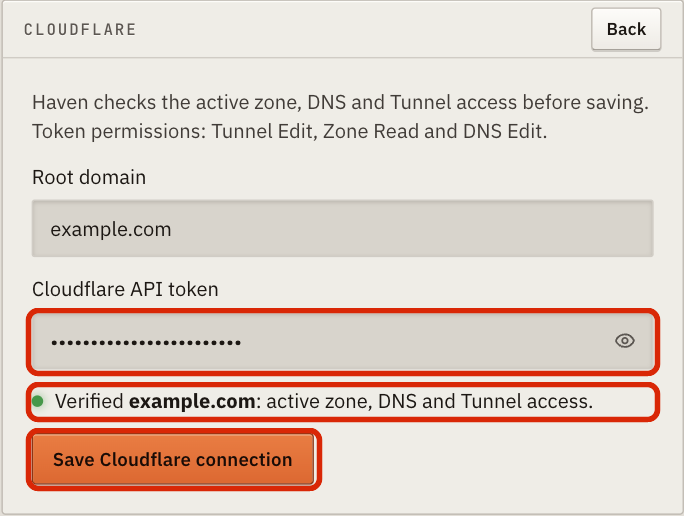 CLOUDFLARE
Back
Haven checks the active zone, DNS and Tunnel access before saving.
Token permissions: Tunnel Edit, Zone Read and DNS Edit.
Root domain
example.com
Cloudflare API token
••••••••••••••••••••••••
Verified example.com: active zone, DNS and Tunnel access.
Save Cloudflare connection